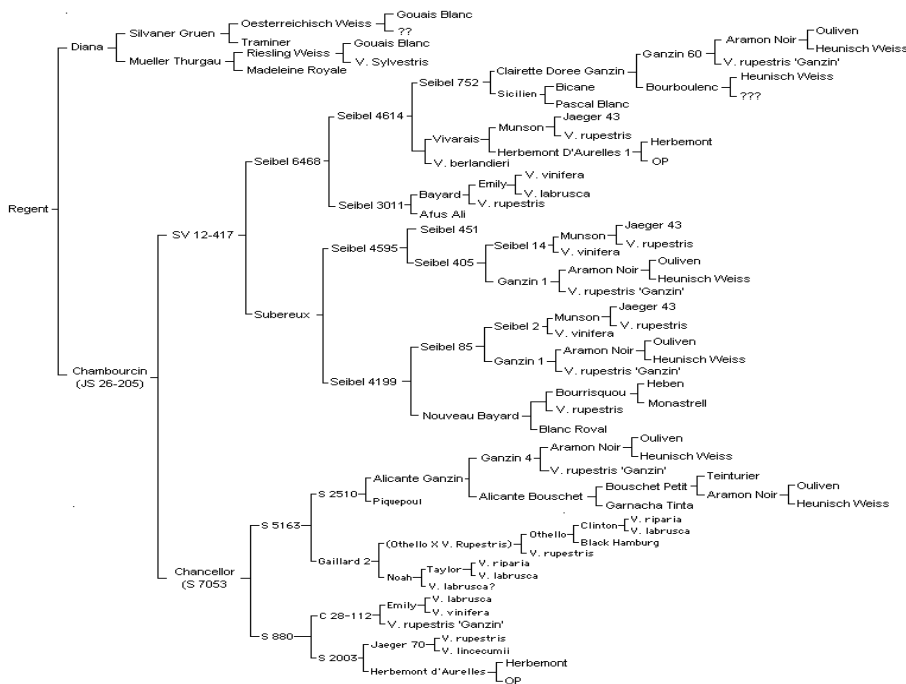 Gouais Blanc
Oesterreichisch Weiss
??
Silvaner Gruen
Traminer
Diana
Gouais Blanc
Riesling Weiss
V. Sylvestris
Mueller Thurgau
Madeleine Royale
Ouliven
Aramon Noir
Heunisch Weiss
Ganzin 60
V. rupestris 'Ganzin'
Clairette Doree Ganzin
Heunisch Weiss
Bourboulenc
???
Seibel 752
Bicane
Sicilien
Pascal Blanc
Seibel 4614
Jaeger 43
Munson
V. rupestris
Vivarais
Herbemont
Herbemont D'Aurelles 1
OP
V. berlandieri
Seibel 6468
V. vinifera
Emily
V. labrusca
Bayard
V. rupestris
Seibel 3011
Afus Ali
Regent
SV 12-417
Seibel 451
Seibel 4595
Jaeger 43
Munson
V. rupestris
Seibel 14
V. vinifera
Seibel 405
Ouliven
Aramon Noir
Heunisch Weiss
Ganzin 1
V. rupestris 'Ganzin'
Subereux
Jaeger 43
Munson
V. rupestris
Seibel 2
V. vinifera
Seibel 85
Ouliven
Aramon Noir
Heunisch Weiss
Ganzin 1
V. rupestris 'Ganzin'
Seibel 4199
Heben
Bourrisquou
Monastrell
V. rupestris
Nouveau Bayard
Blanc Roval
Chambourcin
(JS 26-205)
Ouliven
Aramon Noir
Heunisch Weiss
Ganzin 4
V. rupestris 'Ganzin'
Alicante Ganzin
Teinturier
Bouschet Petit
Ouliven
Aramon Noir
Heunisch Weiss
Alicante Bouschet
Garnacha Tinta
S 2510
Piquepoul
S 5163
V. riparia
Clinton
V. labrusca
Othello
Black Hamburg
(Othello X V. Rupestris)
V. rupestris
Gaillard 2
V. riparia
Taylor
V. labrusca
Noah
V. labrusca?
Chancellor
(S 7053
V. labrusca
Emily
V. vinifera
C 28-112
V. rupestris 'Ganzin'
S 880
V. rupestris
Jaeger 70
V. lincecumii
S 2003
Herbemont
Herbemont d'Aurelles
OP